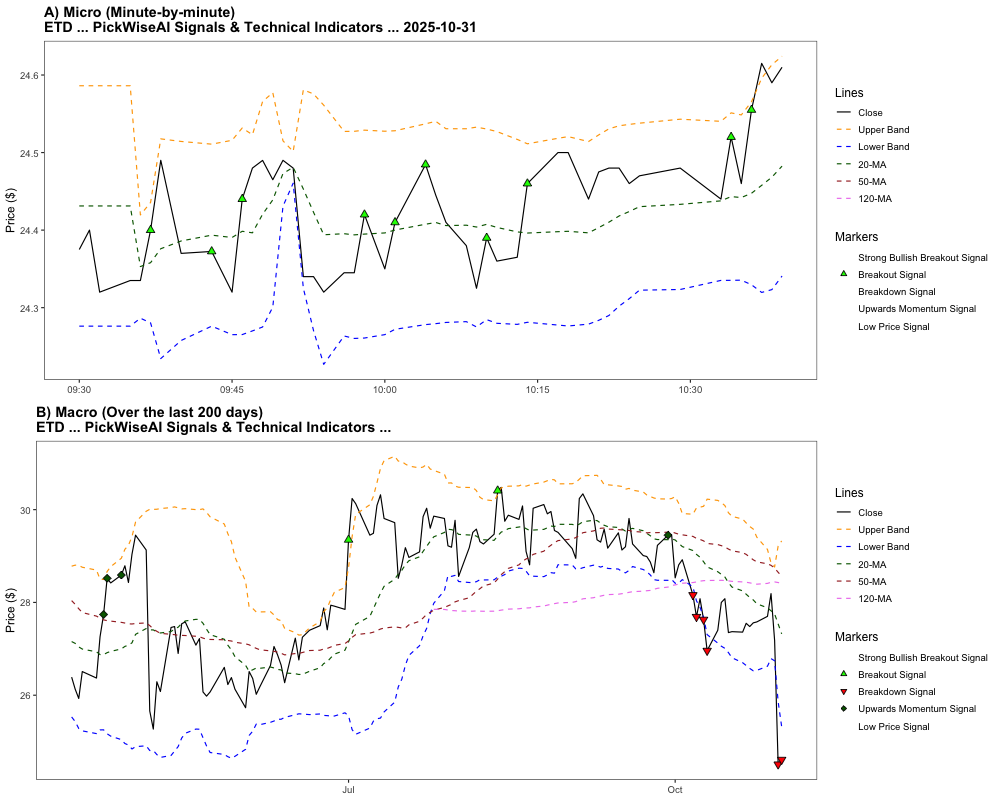 A) Micro (Minute-by-minute)
ETD ... PickWiseAI Signals & Technical Indicators ... 2025-10-31
Price ($)
24.6
24.5
24.4
24.3
09:30
09:45
10:00
10:15
10:30
Lines
Close
Upper Band
Lower Band
20-MA
50-MA
120-MA
Markers
Strong Bullish Breakout Signal
Breakout Signal
Breakdown Signal
Upwards Momentum Signal
Low Price Signal
B) Macro (Over the last 200 days)
ETD ... PickWiseAI Signals & Technical Indicators ...
Price ($)
30
28
26
Jul
Oct
Lines
Close
Upper Band
Lower Band
20-MA
50-MA
120-MA
Markers
Strong Bullish Breakout Signal
Breakout Signal
Breakdown Signal
Upwards Momentum Signal
Low Price Signal